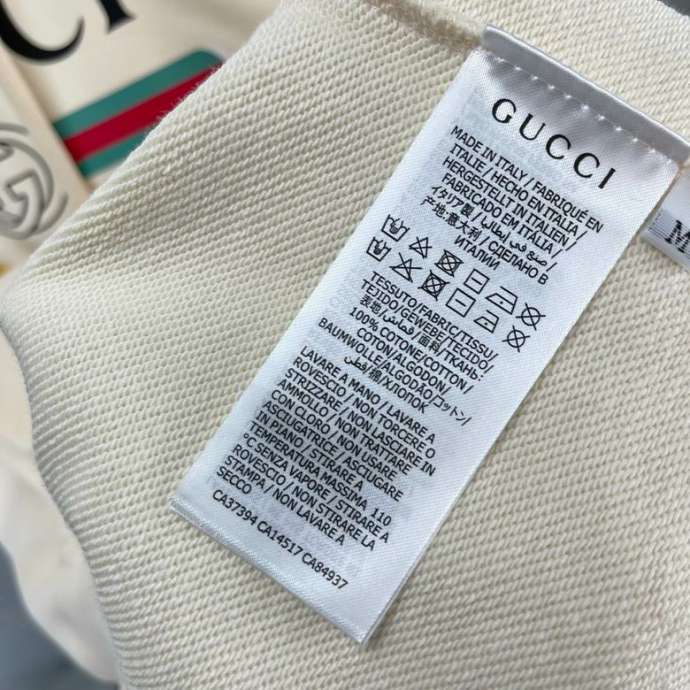 CI
GUCCI
MADE IN ITALY / FABRIQUÉ EN
ITALIE / HECHO EN ITALIA /
HERGESTELLT IN ITALIEN /
FABRICADO EM ITÁLIA /
イタリア製 / صنع في إيطاليا /
产地:意大利 / СДЕЛАНО В
ИТАЛИИ
M
TESSUTO/FABRIC/TISSU/
TEJIDO/GEWEBE/TECIDO/
表地/قماش/面料/ТКАНЬ:
100% COTONE/COTTON/
COTON/ALGODON/
BAUMWOLLE/ALGODÃO/コットン/
قطن/棉/ХЛОПОК
LAVARE A MANO / LAVARE A
ROVESCIO / NON TORCERE O
STRIZZARE / NON LAVARE IN
AMMOLLO / NON TRATTARE
CON CLORO / NON USARE
ASCIUGATRICE / ASCIUGARE
IN PIANO / STIRARE A
TEMPERATURA MASSIMA 110
°C SENZA VAPORE / STIRARE A
ROVESCIO / NON STIRARE LA
STAMPA / NON LAVARE A
SECCO
CA37394 CA14517 CA84937